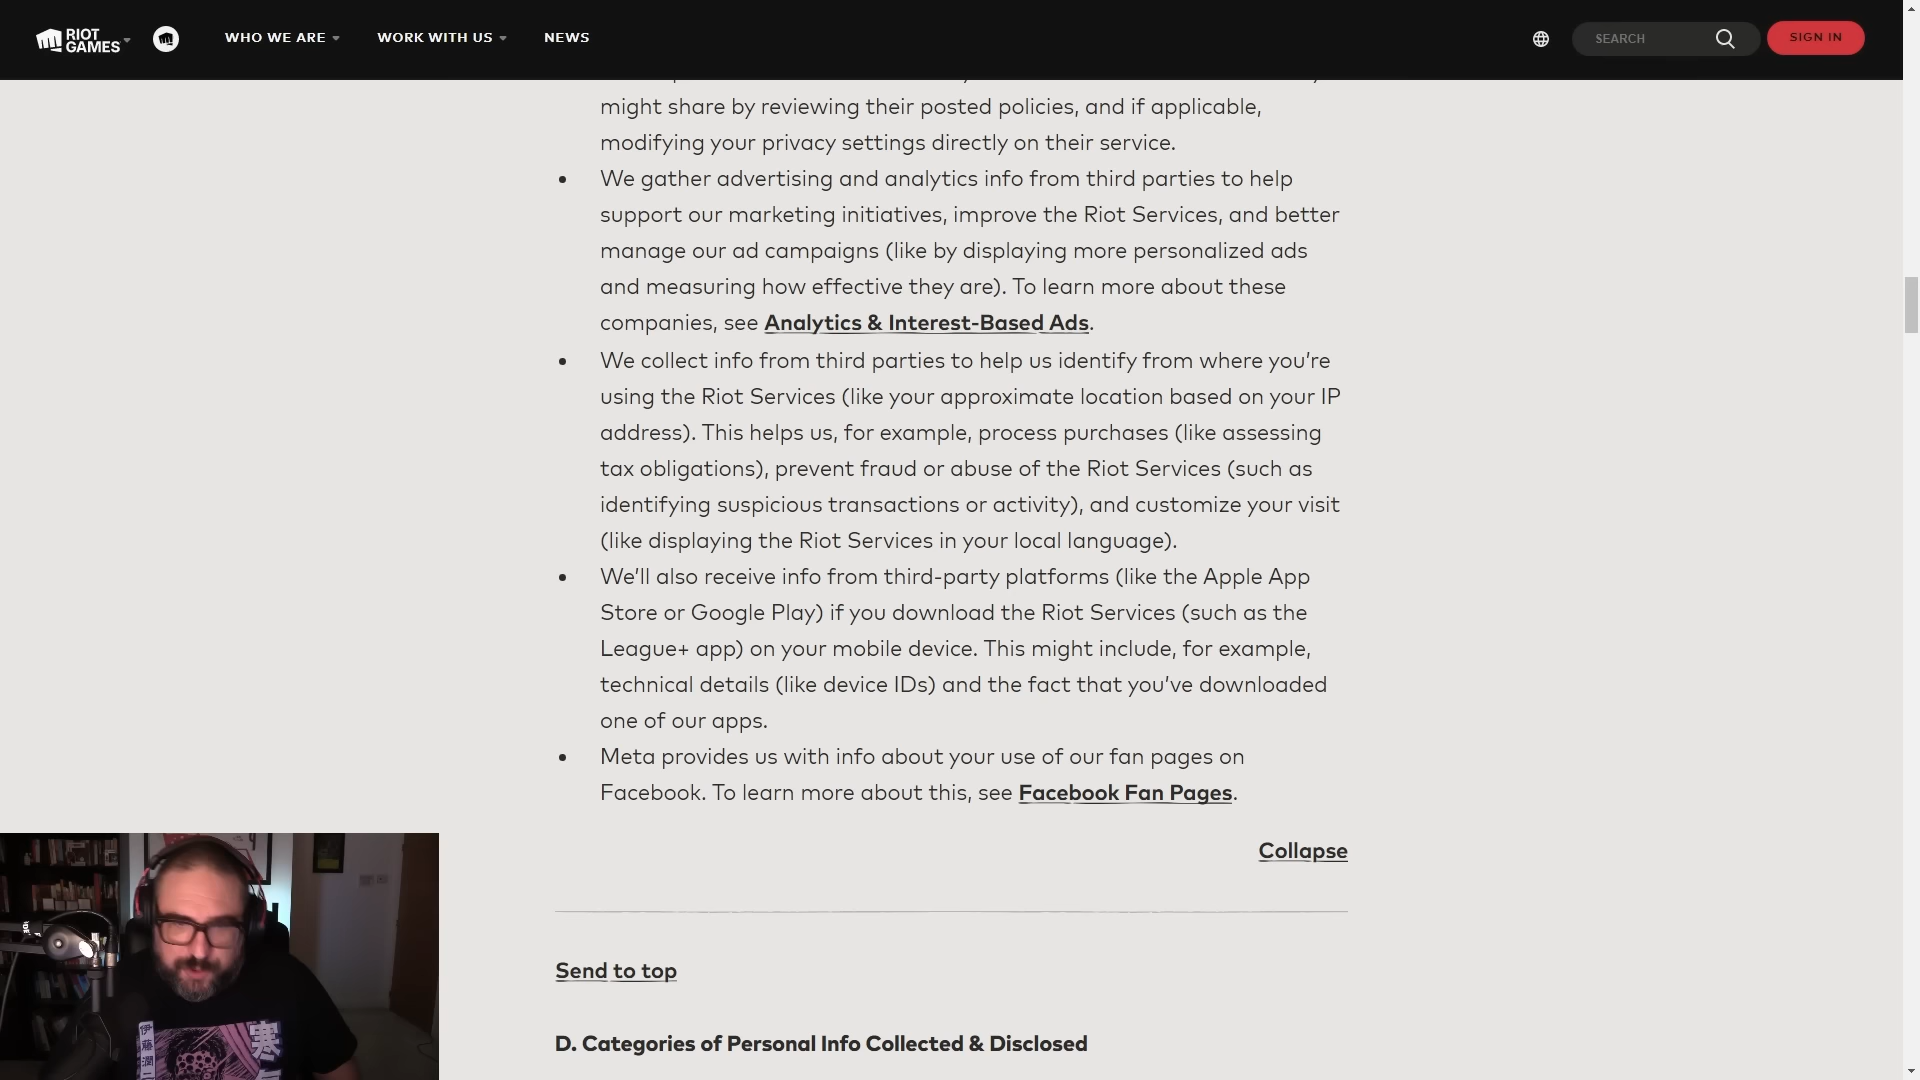 RIOT
GAMES
WHO WE ARE
WORK WITH US
NEWS
SEARCH
SIGN IN
might share by reviewing their posted policies, and if applicable,
modifying your privacy settings directly on their service.
• We gather advertising and analytics info from third parties to help
support our marketing initiatives, improve the Riot Services, and better
manage our ad campaigns (like by displaying more personalized ads
and measuring how effective they are). To learn more about these
companies, see Analytics & Interest-Based Ads.
• We collect info from third parties to help us identify from where you’re
using the Riot Services (like your approximate location based on your IP
address). This helps us, for example, process purchases (like assessing
tax obligations), prevent fraud or abuse of the Riot Services (such as
identifying suspicious transactions or activity), and customize your visit
(like displaying the Riot Services in your local language).
• We’ll also receive info from third-party platforms (like the Apple App
Store or Google Play) if you download the Riot Services (such as the
League+ app) on your mobile device. This might include, for example,
technical details (like device IDs) and the fact that you’ve downloaded
one of our apps.
• Meta provides us with info about your use of our fan pages on
Facebook. To learn more about this, see Facebook Fan Pages.
Collapse
Send to top
D. Categories of Personal Info Collected & Disclosed
伊藤潤二
寒